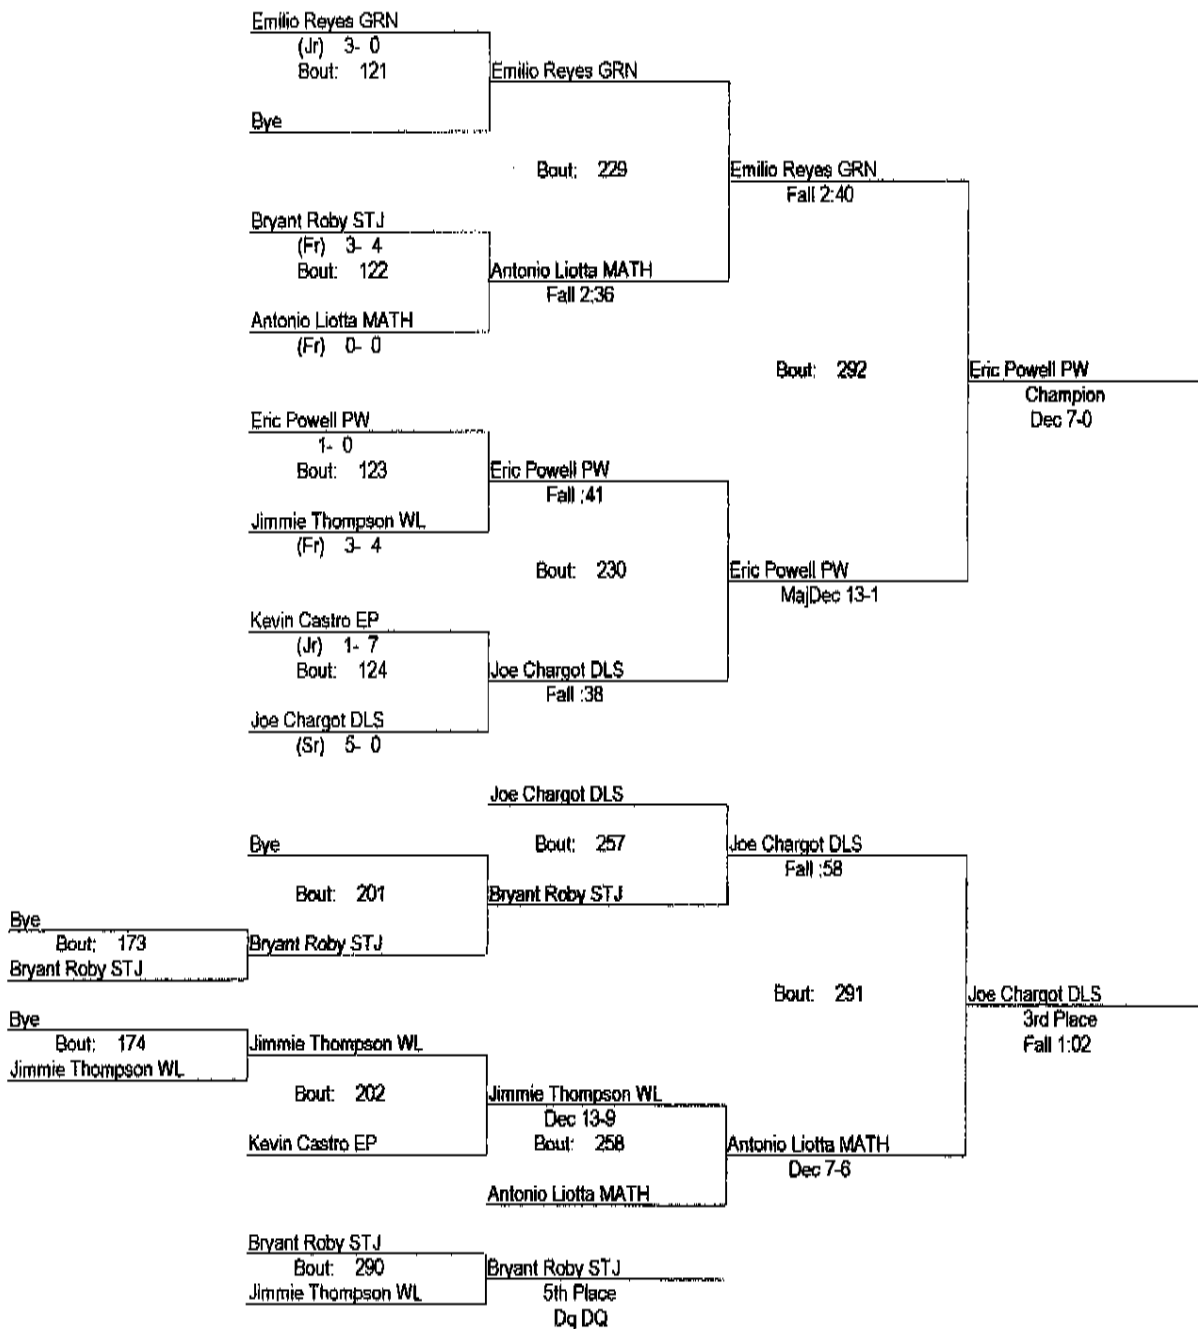 Emilio Reyes GRN
(Jr) 3- 0
Bout: 121
Emilio Reyes GRN
Bye
Bout: 229
Emilio Reyes GRN
Fall 2:40
Bryant Roby STJ
(Fr) 3- 4
Bout: 122
Antonio Liotta MATH
Fall 2:36
Antonio Liotta MATH
(Fr) 0- 0
Bout: 292
Eric Powell PW
Champion
Dec 7-0
Eric Powell PW
1- 0
Bout: 123
Eric Powell PW
Fall :41
Jimmie Thompson WL
(Fr) 3- 4
Bout: 230
Eric Powell PW
MajDec 13-1
Kevin Castro EP
(Jr) 1- 7
Bout: 124
Joe Chargot DLS
Fall :38
Joe Chargot DLS
(Sr) 5- 0
Joe Chargot DLS
Bye
Bout: 257
Joe Chargot DLS
Fall :58
Bout: 201
Bryant Roby STJ
Bye
Bout: 173
Bryant Roby STJ
Bryant Roby STJ
Bout: 291
Joe Chargot DLS
3rd Place
Fall 1:02
Bye
Bout: 174
Jimmie Thompson WL
Jimmie Thompson WL
Bout: 202
Jimmie Thompson WL
Dec 13-9
Kevin Castro EP
Bout: 258
Antonio Liotta MATH
Dec 7-6
Antonio Liotta MATH
Bryant Roby STJ
Bout: 290
Bryant Roby STJ
Jimmie Thompson WL
5th Place
Dq DQ